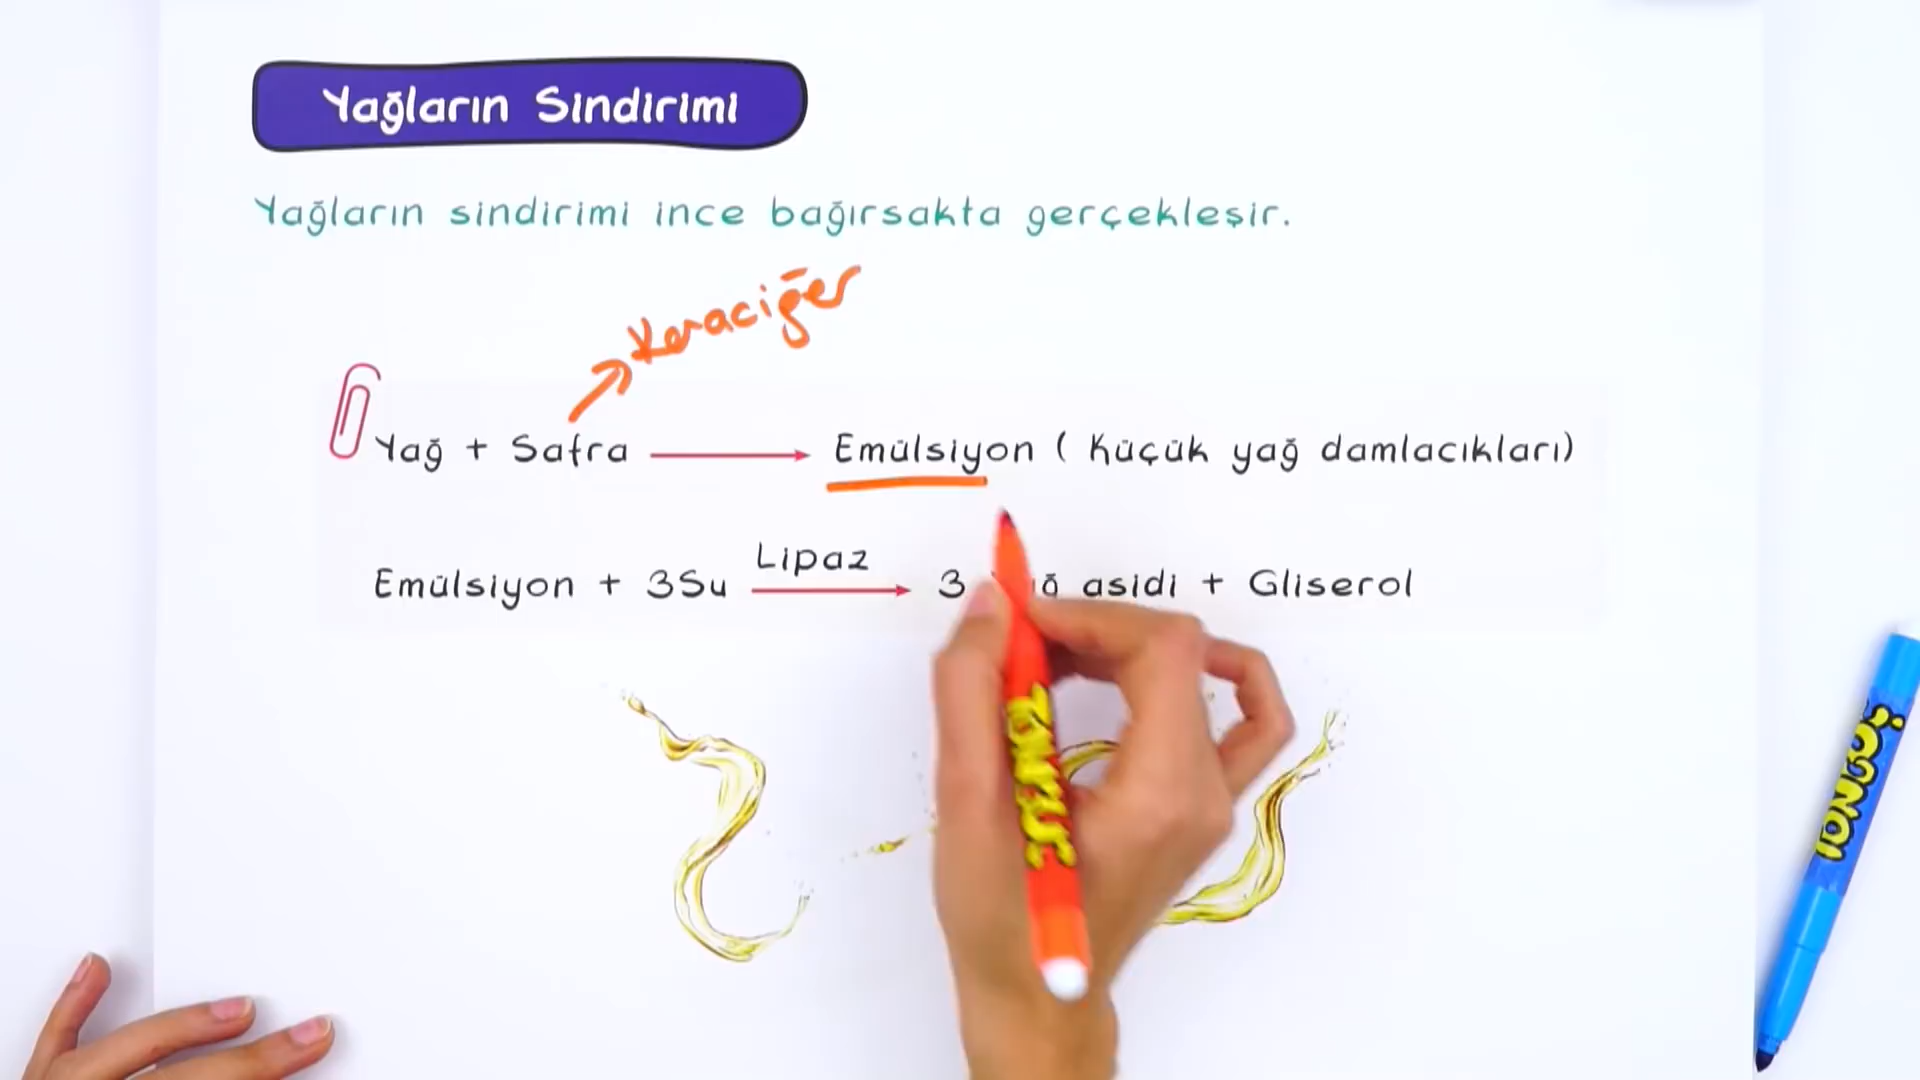 Yağların Sindirimi
Yağların sindirimi ince bağırsakta gerçekleşir.
Karaciğer
Yağ + Safra → Emülsiyon ( Küçük yağ damlacıkları)
Lipaz
Emülsiyon + 3Su → 3 asidi + Gliserol